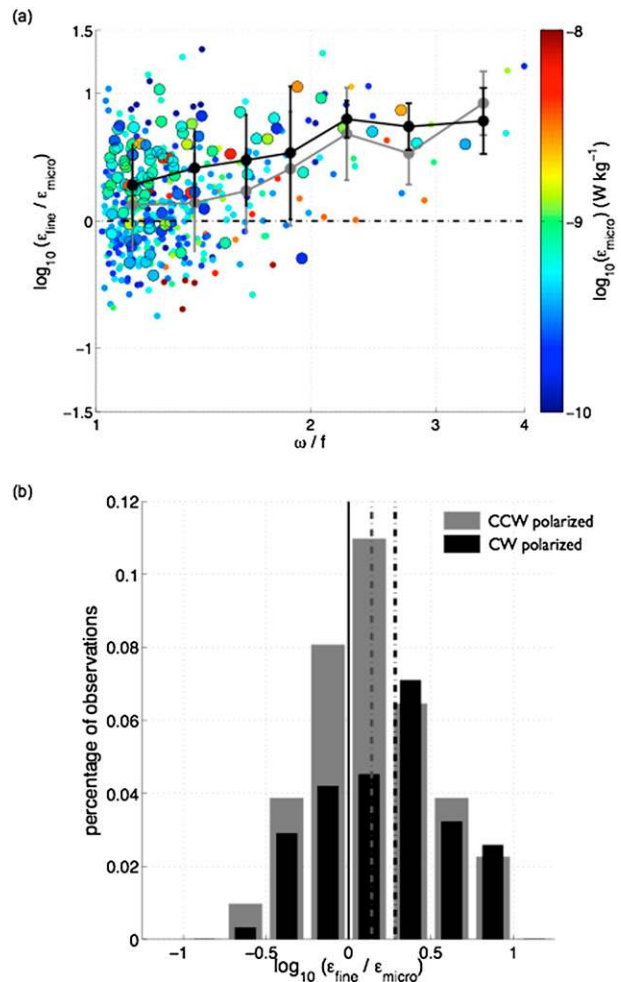 (a)
1.5
1
0
-1
-1.5
1
2
3
4
ω / f
log10 (εfine / εmicro)
-8
-9
-10
log10(εmicro) (W kg-1)
(b)
0.12
0.1
0.08
0.06
0.04
0.02
0
-1
-0.5
0
0.5
1
percentage of observations
log10 (εfine / εmicro)
CCW polarized
CW polarized